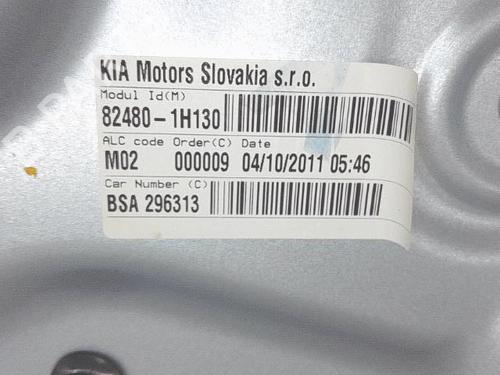 KIA Motors Slovakia s.r.o.
Modul Id(M)
82480-1H130
ALC code Order(C) Date
M02 000009 04/10/2011 05:46
Car Number (C)
BSA 296313